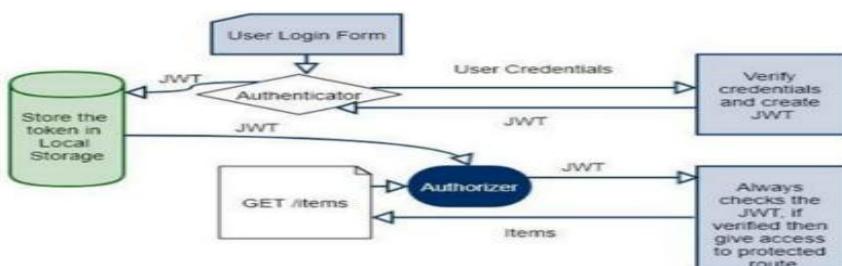 User Login Form
JWT
User Credentials
Authenticator
Verify
credentials
and create
JWT
JWT
Store the
token in
Local
Storage
JWT
GET /items
Authorizer
JWT
Items
Always
checks the
JWT, if
verified then
give access
to protected
route